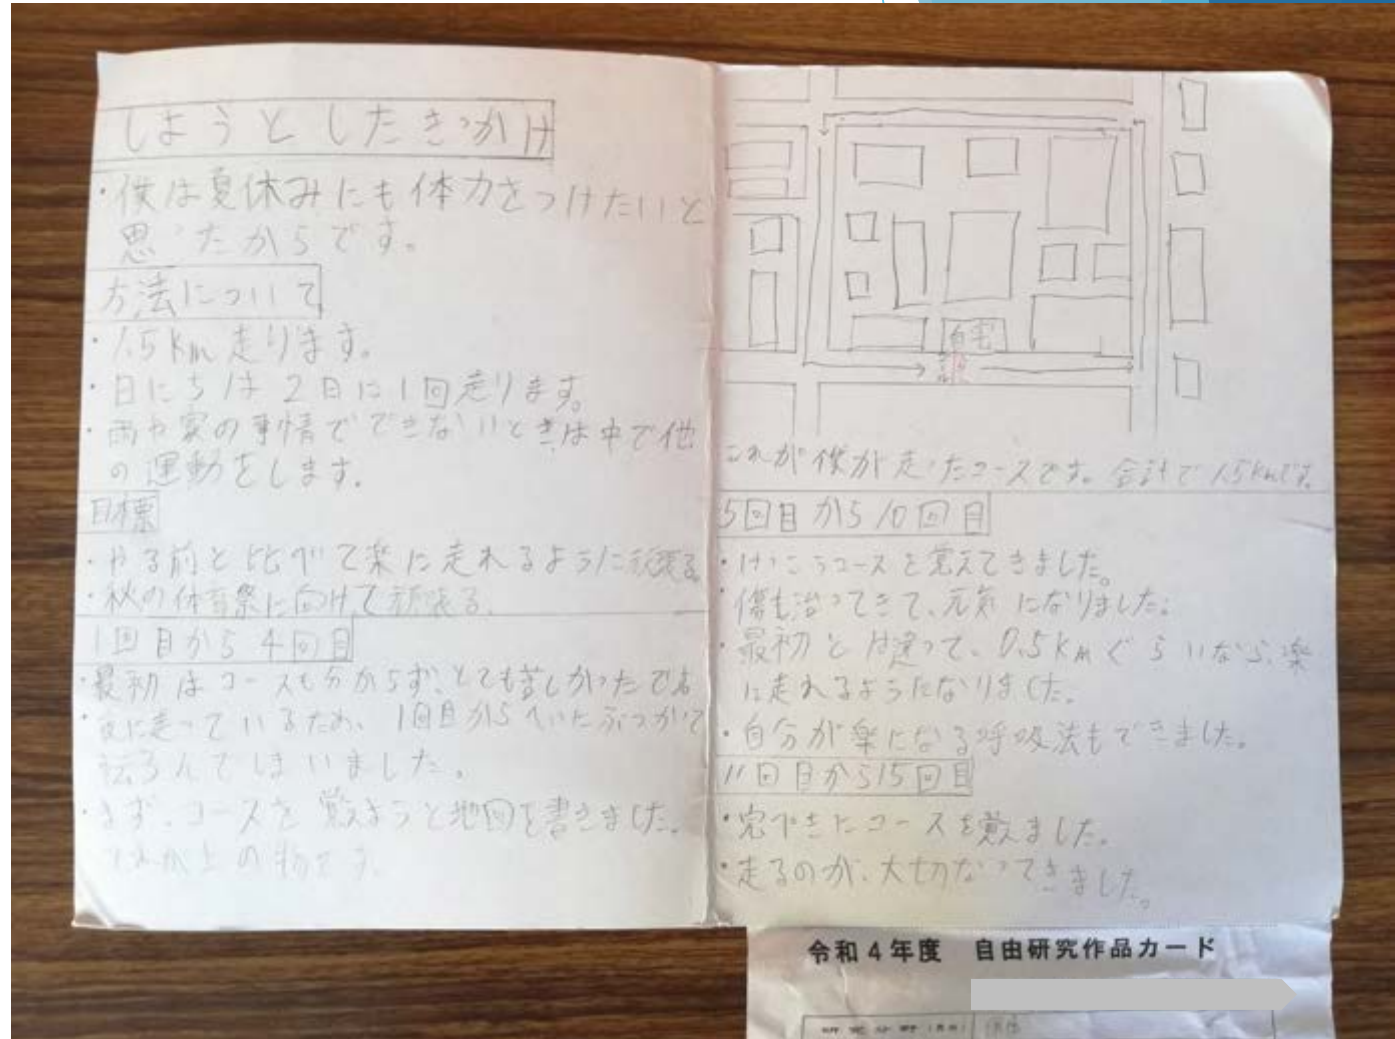 しようとしたきっかけ
・僕は夏休みにも体力をつけたいと
思ったからです。
方法について
・1.5km走ります。
・日にちは2日に1回走ります。
・雨や家の事情でできないときは中で他
の運動をします。
目標
・やる前と比べて楽に走れるように頑張る。
・秋の体育祭に向けて頑張る。
1回目から4回目
・最初はコースも分からず、とても苦しかったです
・夜に走っているため、1回目からへいにぶつかって
転ろんでしまいました。
・まず、コースを覚えようと地図を書きました。
それが上の物です。
自宅
これが僕が走ったコースです。合計で1.5kmです。
5回目から10回目
・けっこうコースを覚えてきました。
・傷も治ってきて、元気になりました。
・最初とは違って、0.5kmぐらいなら、楽
に走れるようになりました。
・自分が楽になる呼吸法もできました。
11回目から15回目
・完ぺきにコースを覚えました。
・走るのが、大切なってきました。
令和4年度 自由研究作品カード